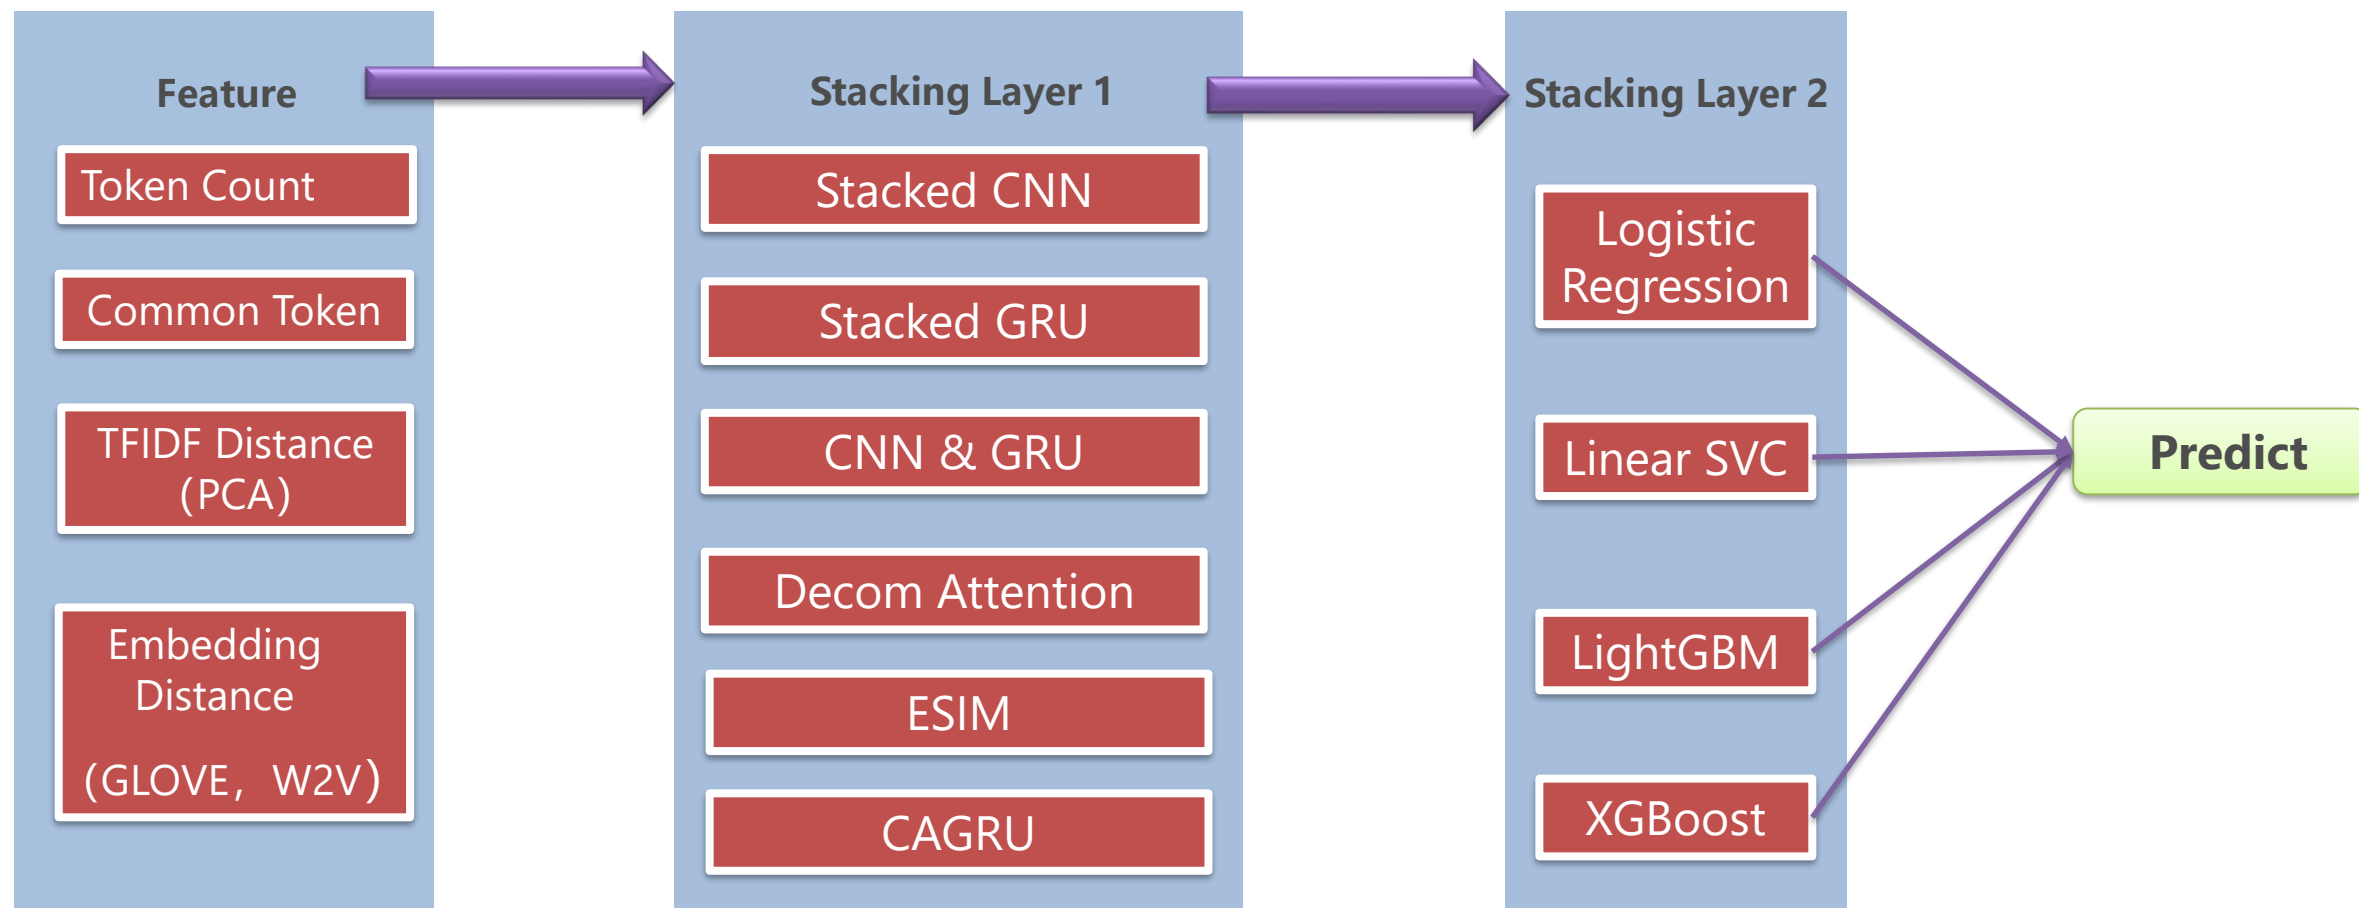 Feature
Token Count
Common Token
TFIDF Distance
(PCA)
Embedding
Distance
(GLOVE，W2V)
Stacking Layer 1
Stacked CNN
Stacked GRU
CNN & GRU
Decom Attention
ESIM
CAGRU
Stacking Layer 2
Logistic
Regression
Linear SVC
LightGBM
XGBoost
Predict